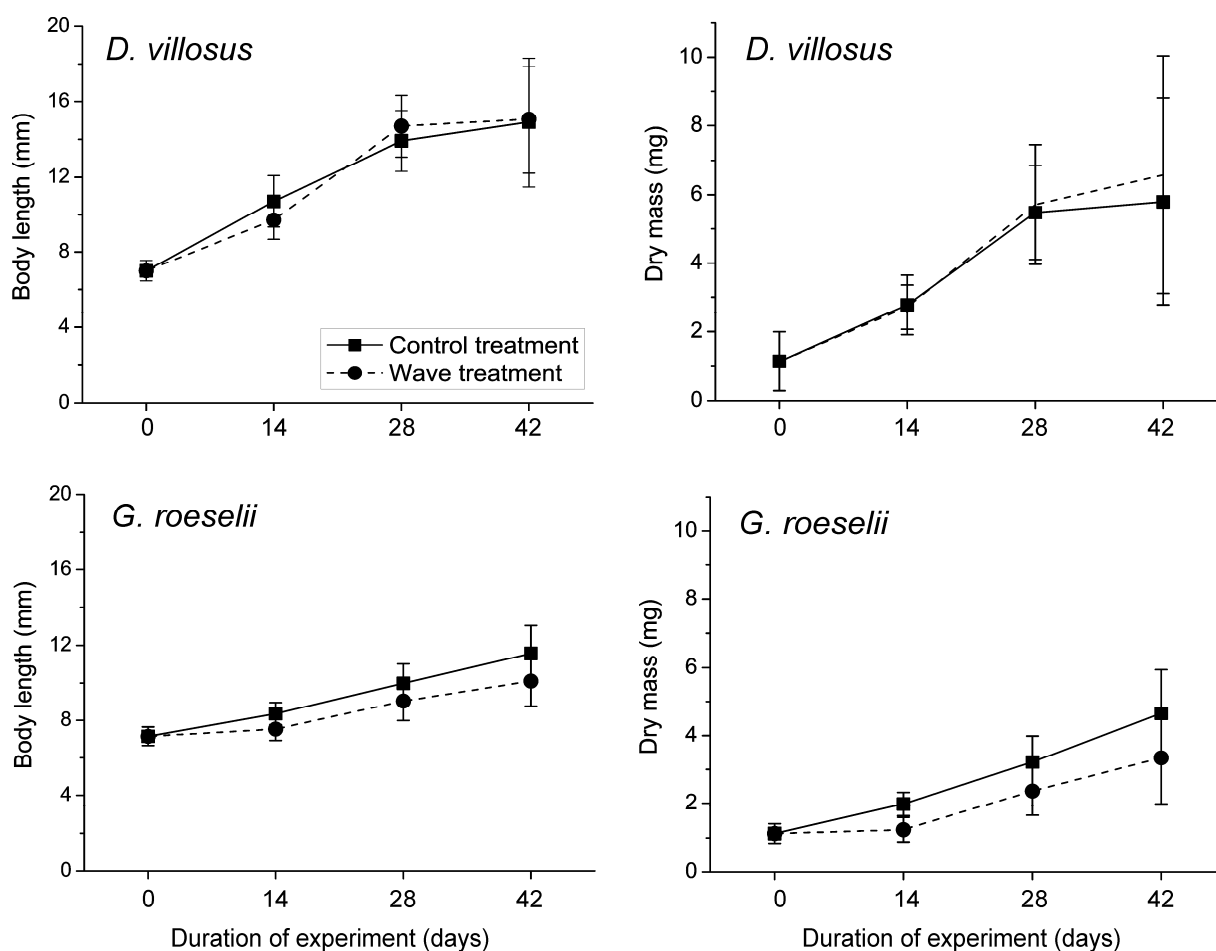 D. villosus
Body length (mm)
20
16
12
8
4
0
0 14 28 42
Control treatment
Wave treatment
D. villosus
Dry mass (mg)
10
8
6
4
2
0
0 14 28 42
G. roeselii
Body length (mm)
20
16
12
8
4
0
0 14 28 42
Duration of experiment (days)
G. roeselii
Dry mass (mg)
10
8
6
4
2
0
0 14 28 42
Duration of experiment (days)